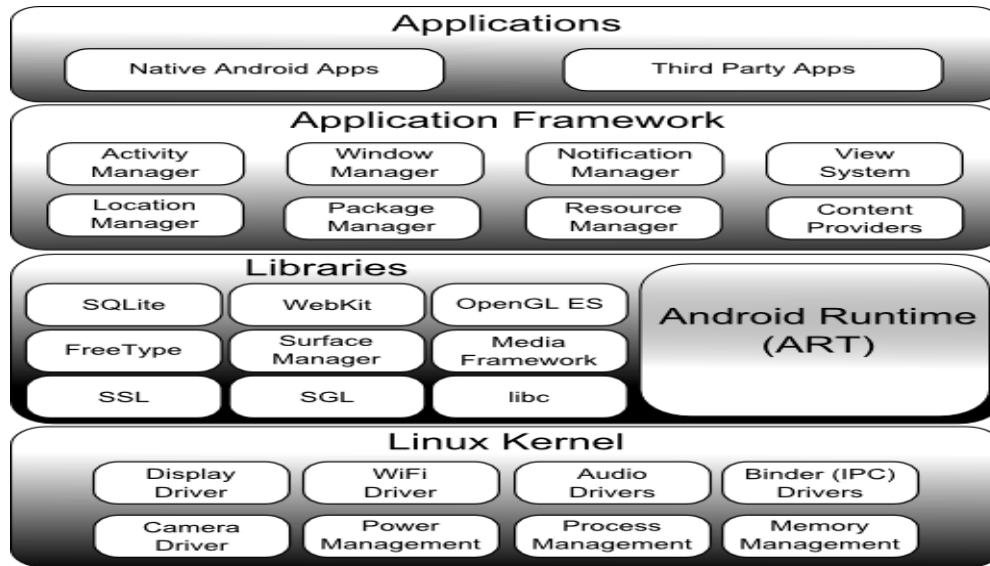 Applications
Native Android Apps
Third Party Apps
Application Framework
Activity
Manager
Window
Manager
Notification
Manager
View
System
Location
Manager
Package
Manager
Resource
Manager
Content
Providers
Libraries
SQLite
WebKit
OpenGL ES
FreeType
Surface
Manager
Media
Framework
SSL
SGL
libc
Android Runtime
(ART)
Linux Kernel
Display
Driver
WiFi
Driver
Audio
Drivers
Binder (IPC)
Drivers
Camera
Driver
Power
Management
Process
Management
Memory
Management